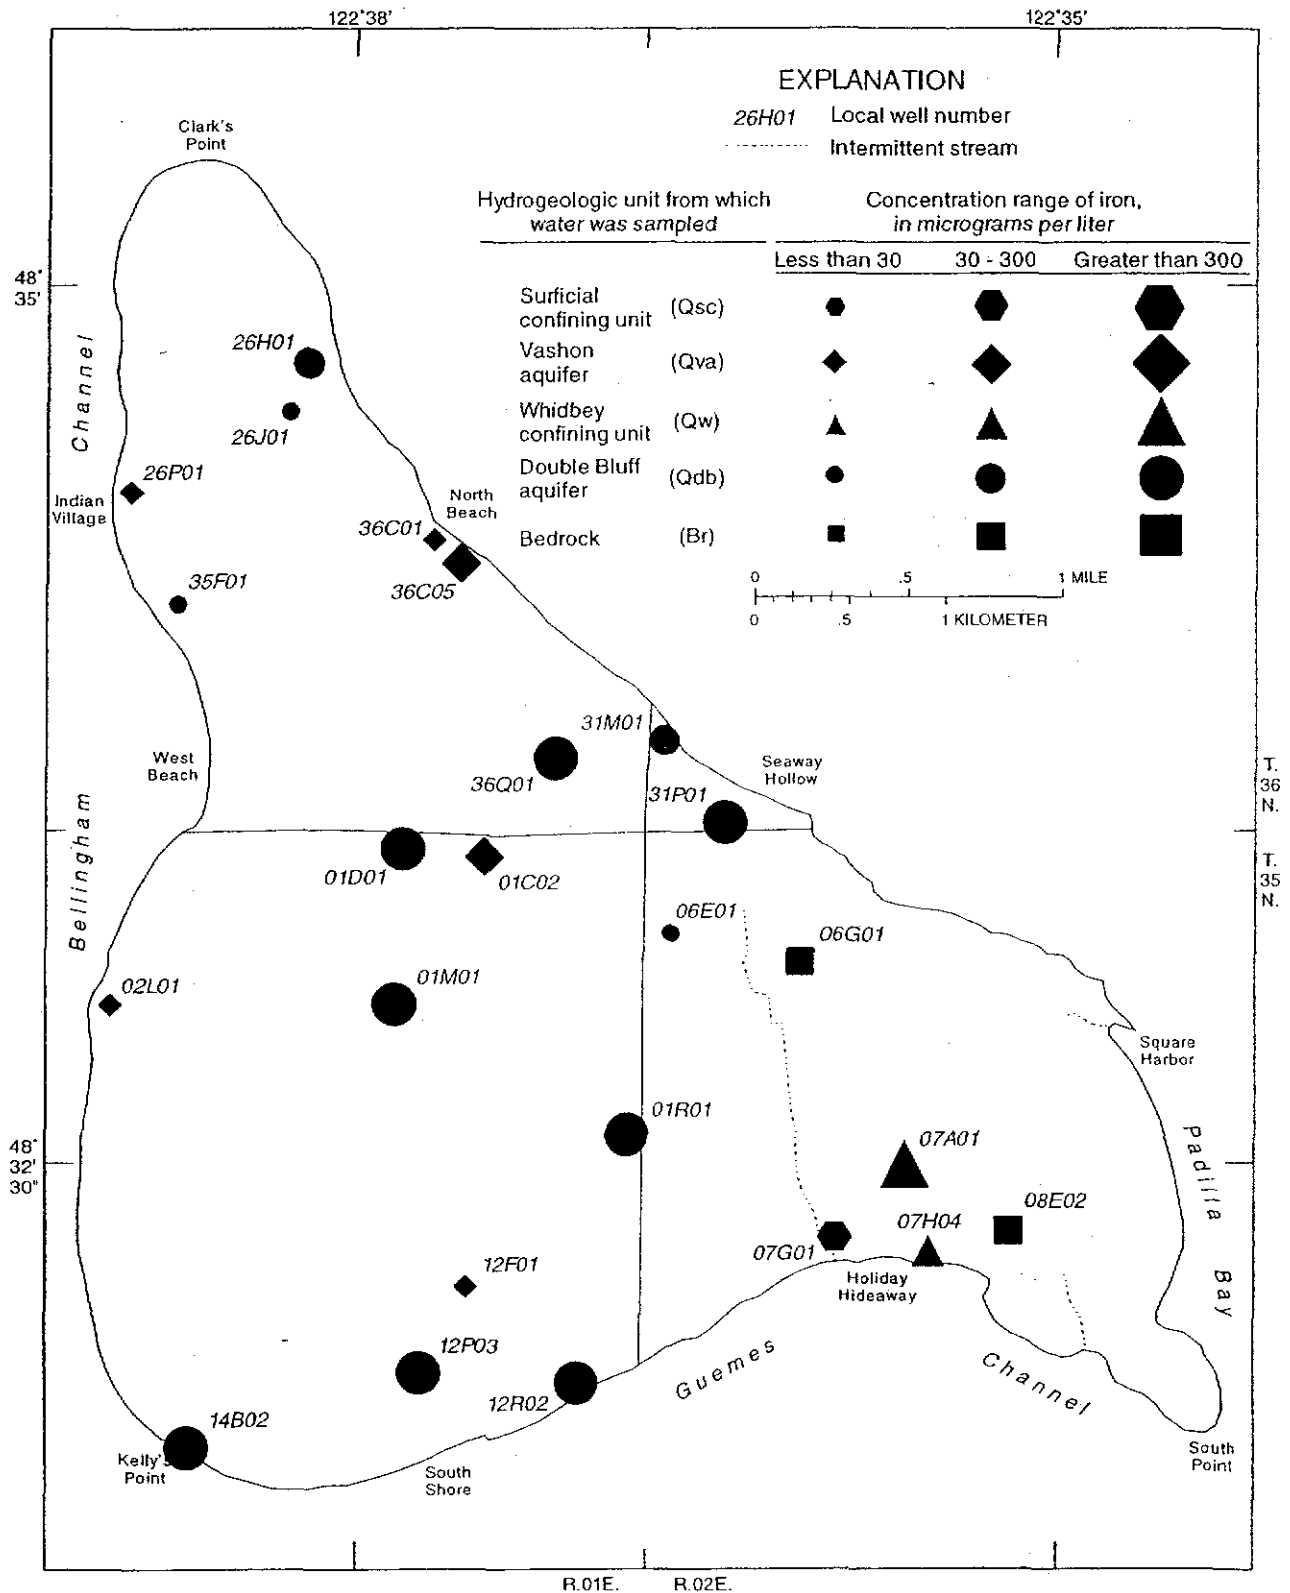 122°38'
122°35'
EXPLANATION
26H01 Local well number
Intermittent stream
Hydrogeologic unit from which
water was sampled
Concentration range of iron,
in micrograms per liter
Less than 30 30 - 300 Greater than 300
Surficial
confining unit (Qsc)
Vashon
aquifer (Qva)
Whidbey
confining unit (Qw)
Double Bluff
aquifer (Qdb)
Bedrock (Br)
0 .5 1 MILE
0 .5 1 KILOMETER
Clark's
Point
48°
35'
Channel
26H01
26J01
26P01
Indian
Village
North
Beach
36C01
36C05
35F01
31M01
West
Beach
36Q01
Seaway
Hollow
31P01
T.
36
N.
Bellingham
01D01
01C02
T.
35
N.
06E01
06G01
02L01
01M01
Square
Harbor
01R01
48°
32'
30"
07A01
Padilla
Bay
08E02
07H04
07G01
Holiday
Hideaway
12F01
12P03
12R02
Guemes
Channel
14B02
Kelly's
Point
South
Shore
South
Point
R.01E. R.02E.